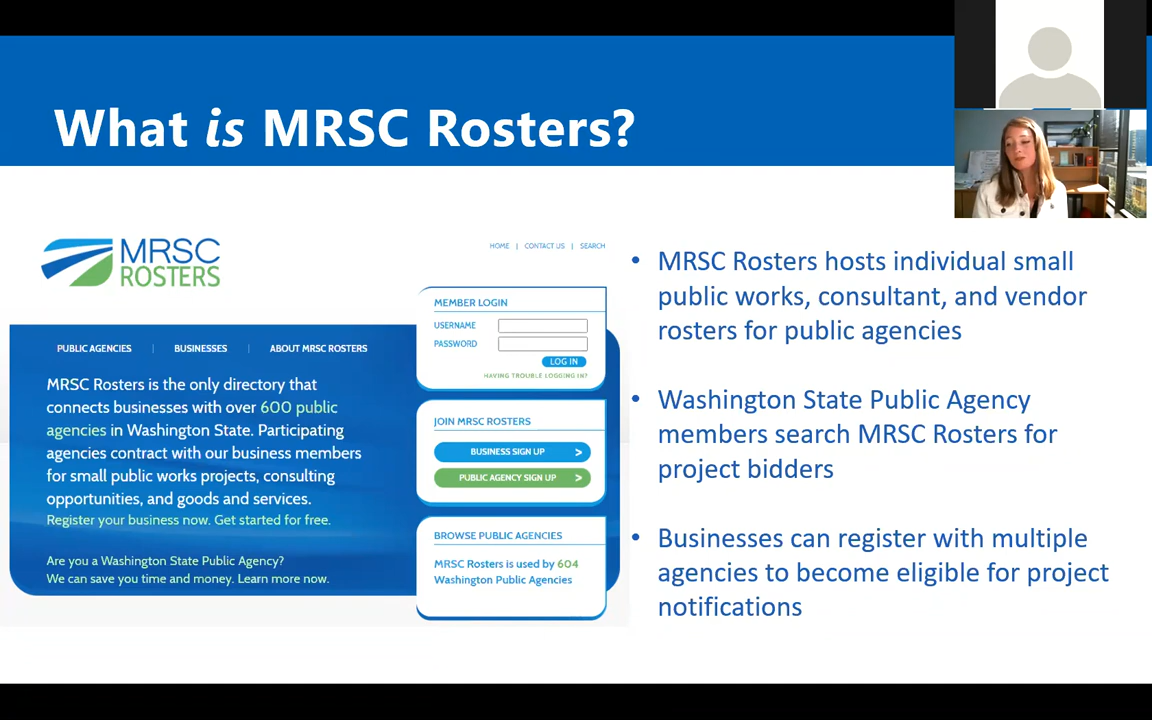 What is MRSC Rosters?
MRSC
ROSTERS
HOME | CONTACT US | SEARCH
MEMBER LOGIN
USERNAME
PASSWORD
LOG IN
HAVING TROUBLE LOGGING IN?
PUBLIC AGENCIES | BUSINESSES | ABOUT MRSC ROSTERS
MRSC Rosters is the only directory that
connects businesses with over 600 public
agencies in Washington State. Participating
agencies contract with our business members
for small public works projects, consulting
opportunities, and goods and services.
Register your business now. Get started for free.
Are you a Washington State Public Agency?
We can save you time and money. Learn more now.
JOIN MRSC ROSTERS
BUSINESS SIGN UP >
PUBLIC AGENCY SIGN UP >
BROWSE PUBLIC AGENCIES
MRSC Rosters is used by 604
Washington Public Agencies
• MRSC Rosters hosts individual small
public works, consultant, and vendor
rosters for public agencies
• Washington State Public Agency
members search MRSC Rosters for
project bidders
• Businesses can register with multiple
agencies to become eligible for project
notifications